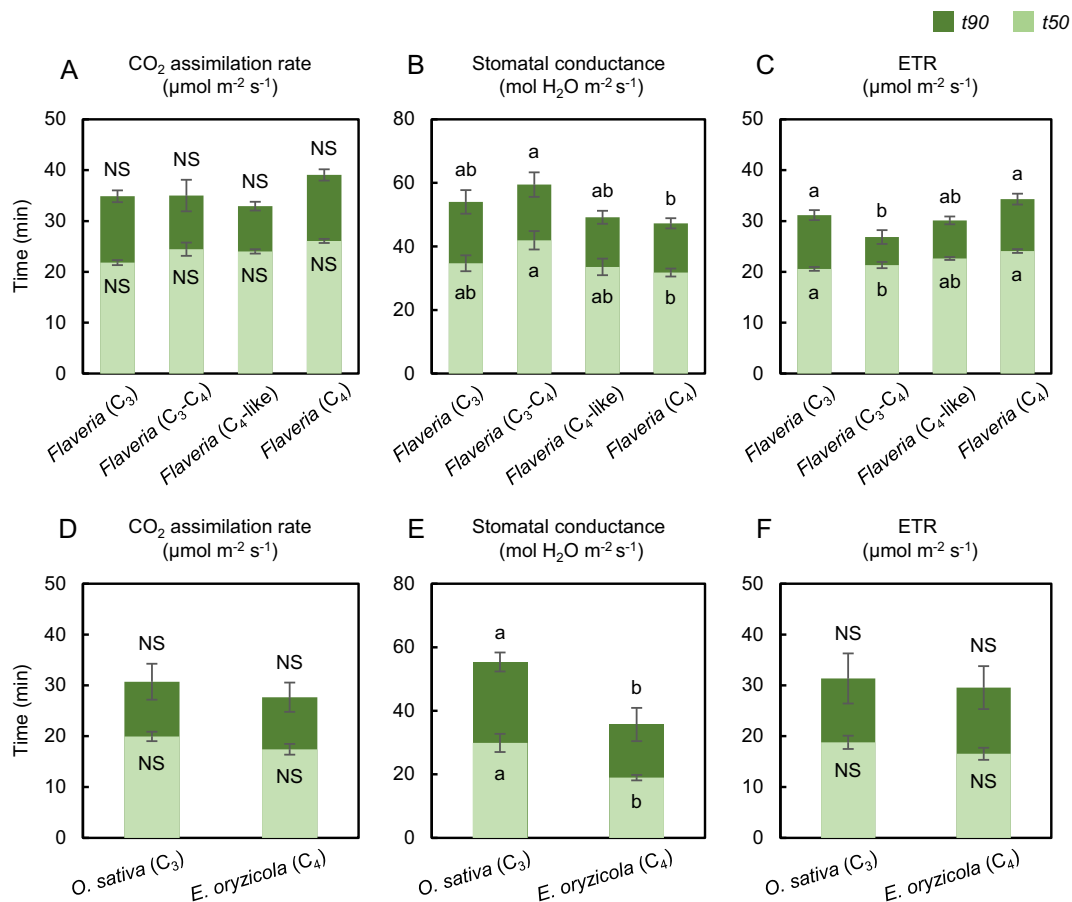 t90 t50
A
CO₂ assimilation rate
(µmol m⁻² s⁻¹)
B
Stomatal conductance
(mol H₂O m⁻² s⁻¹)
C
ETR
(µmol m⁻² s⁻¹)
Time (min)
50
40
30
20
10
0
NS
NS
NS
NS
NS
NS
NS
NS
Flaveria (C₃)
Flaveria (C₃-C₄)
Flaveria (C₄-like)
Flaveria (C₄)
80
60
40
20
0
ab
a
ab
b
ab
a
ab
b
Flaveria (C₃)
Flaveria (C₃-C₄)
Flaveria (C₄-like)
Flaveria (C₄)
50
40
30
20
10
0
a
b
ab
a
a
b
ab
a
Flaveria (C₃)
Flaveria (C₃-C₄)
Flaveria (C₄-like)
Flaveria (C₄)
D
CO₂ assimilation rate
(µmol m⁻² s⁻¹)
E
Stomatal conductance
(mol H₂O m⁻² s⁻¹)
F
ETR
(µmol m⁻² s⁻¹)
Time (min)
50
40
30
20
10
0
NS
NS
NS
NS
O. sativa (C₃)
E. oryzicola (C₄)
80
60
40
20
0
a
b
a
b
O. sativa (C₃)
E. oryzicola (C₄)
50
40
30
20
10
0
NS
NS
NS
NS
O. sativa (C₃)
E. oryzicola (C₄)